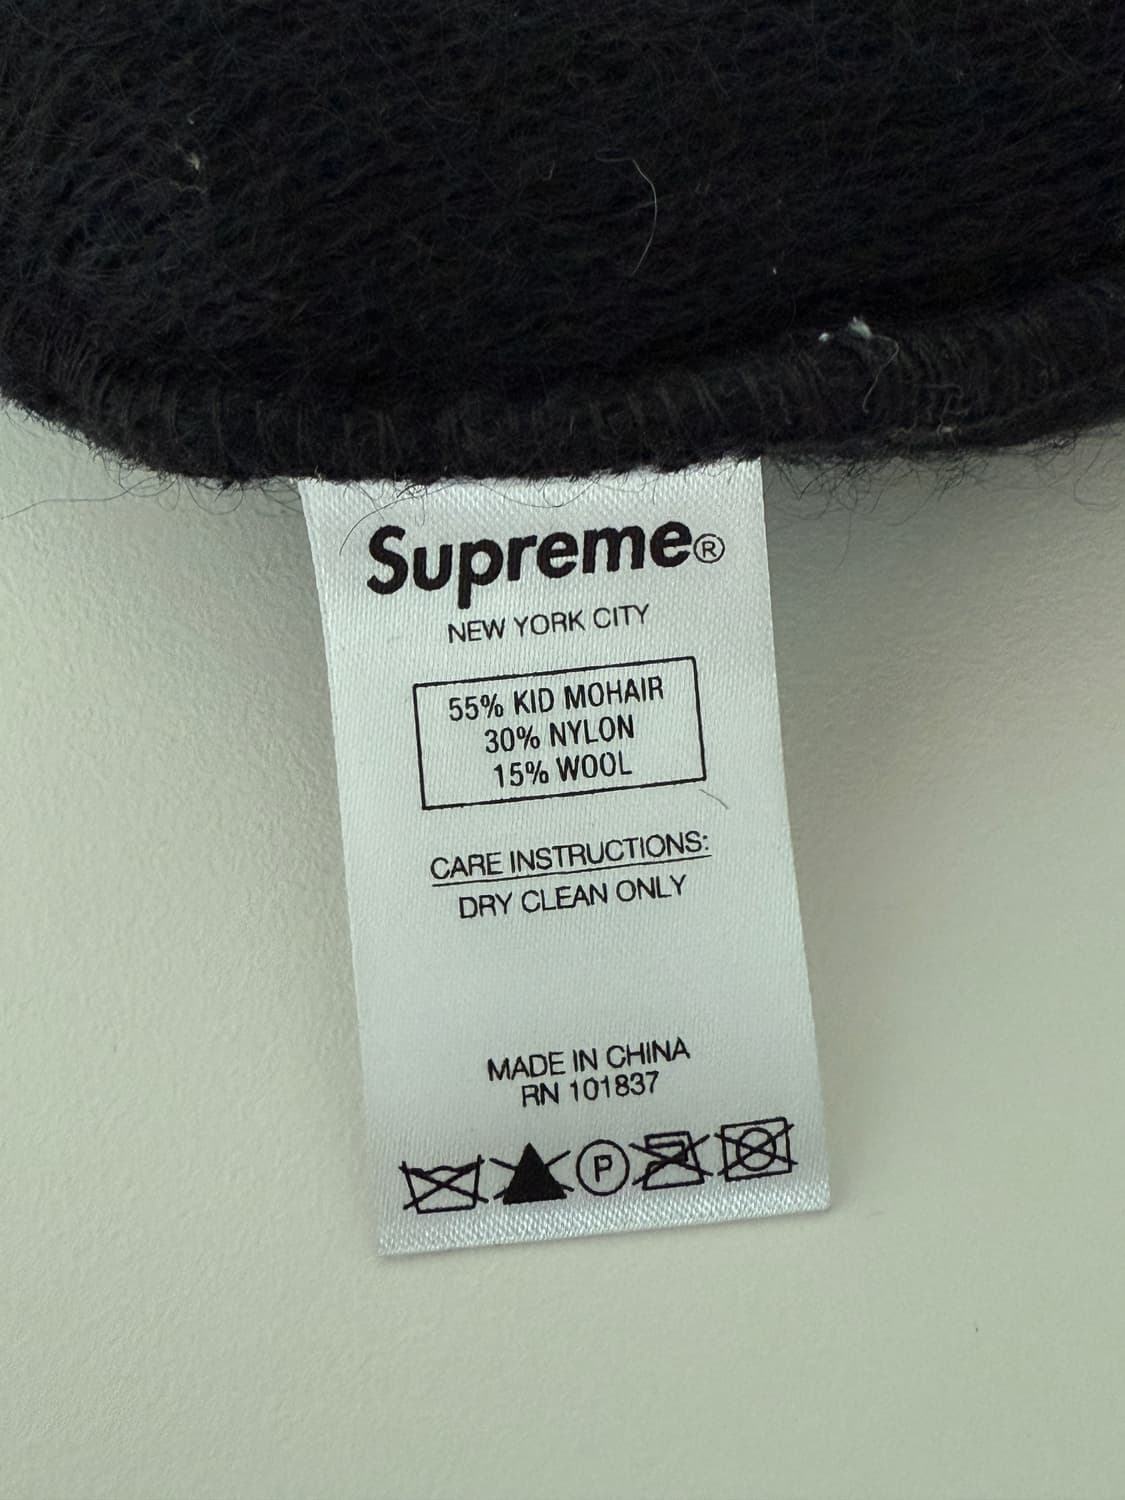 Supreme®
NEW YORK CITY
55% KID MOHAIR
30% NYLON
15% WOOL
CARE INSTRUCTIONS:
DRY CLEAN ONLY
MADE IN CHINA
RN 101837
P